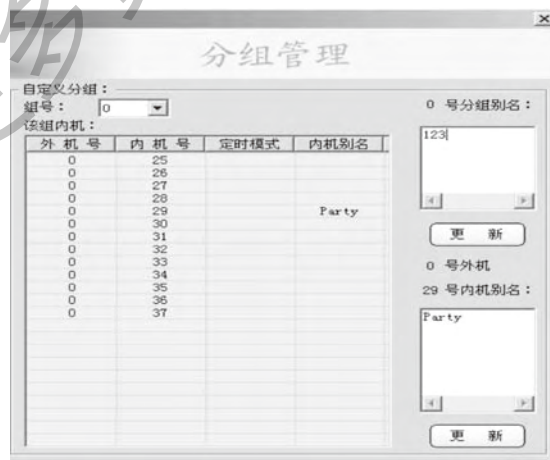 分组管理
自定义分组：
组号： 0
0 号分组别名：
该组内机：
123
外 机 号 内 机 号 定时模式 内机别名
0 25
0 26
0 27
0 28
0 29 Party
0 30
0 31
0 32
0 33
0 34
0 35
0 36
0 37
更 新
0 号外机
29 号内机别名：
Party
更 新